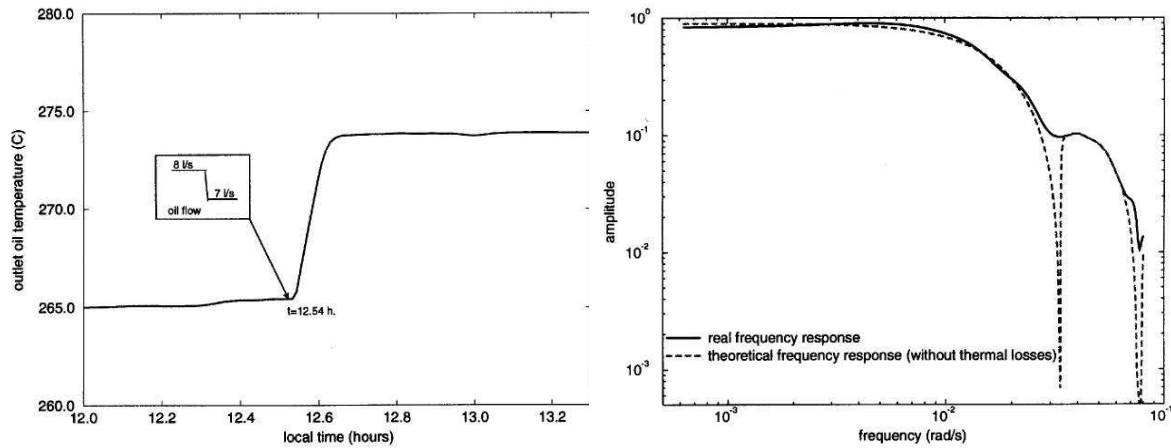 280.0
275.0
270.0
265.0
260.0
outlet oil temperature (C)
8 l/s
7 l/s
oil flow
t=12.54 h.
12.0 12.2 12.4 12.6 12.8 13.0 13.2
local time (hours)
10⁰
10⁻¹
10⁻²
10⁻³
amplitude
real frequency response
theoretical frequency response (without thermal losses)
10⁻³ 10⁻² 10⁻¹
frequency (rad/s)